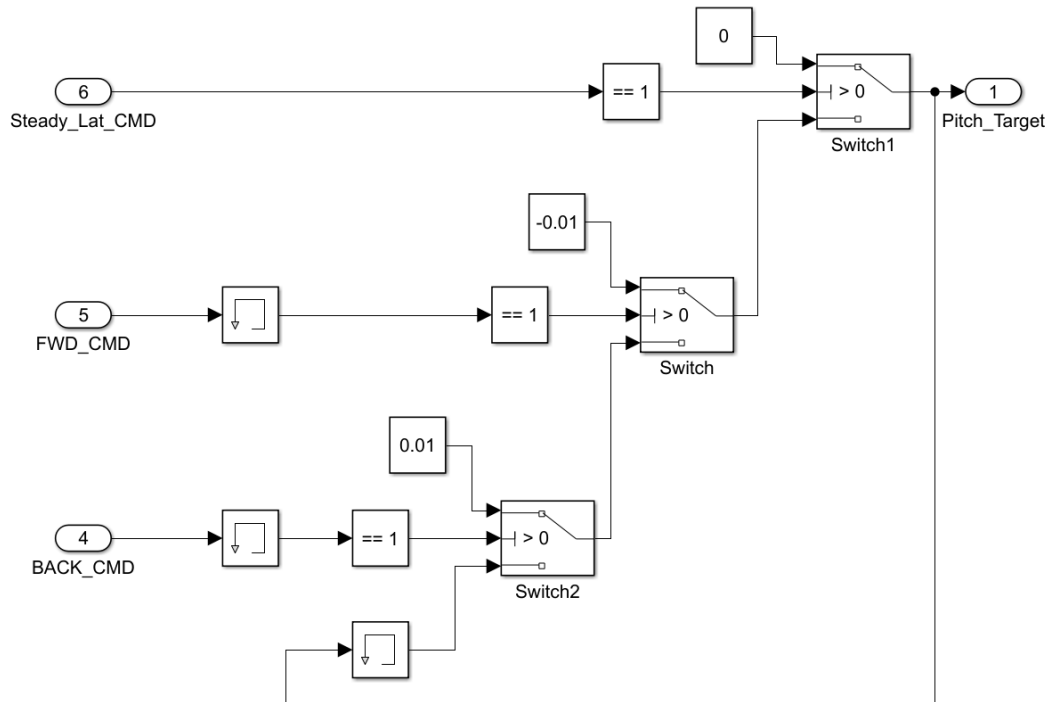 0
6
== 1
> 0
1
Steady_Lat_CMD
Pitch_Target
Switch1
-0.01
5
== 1
> 0
FWD_CMD
Switch
0.01
4
== 1
> 0
BACK_CMD
Switch2